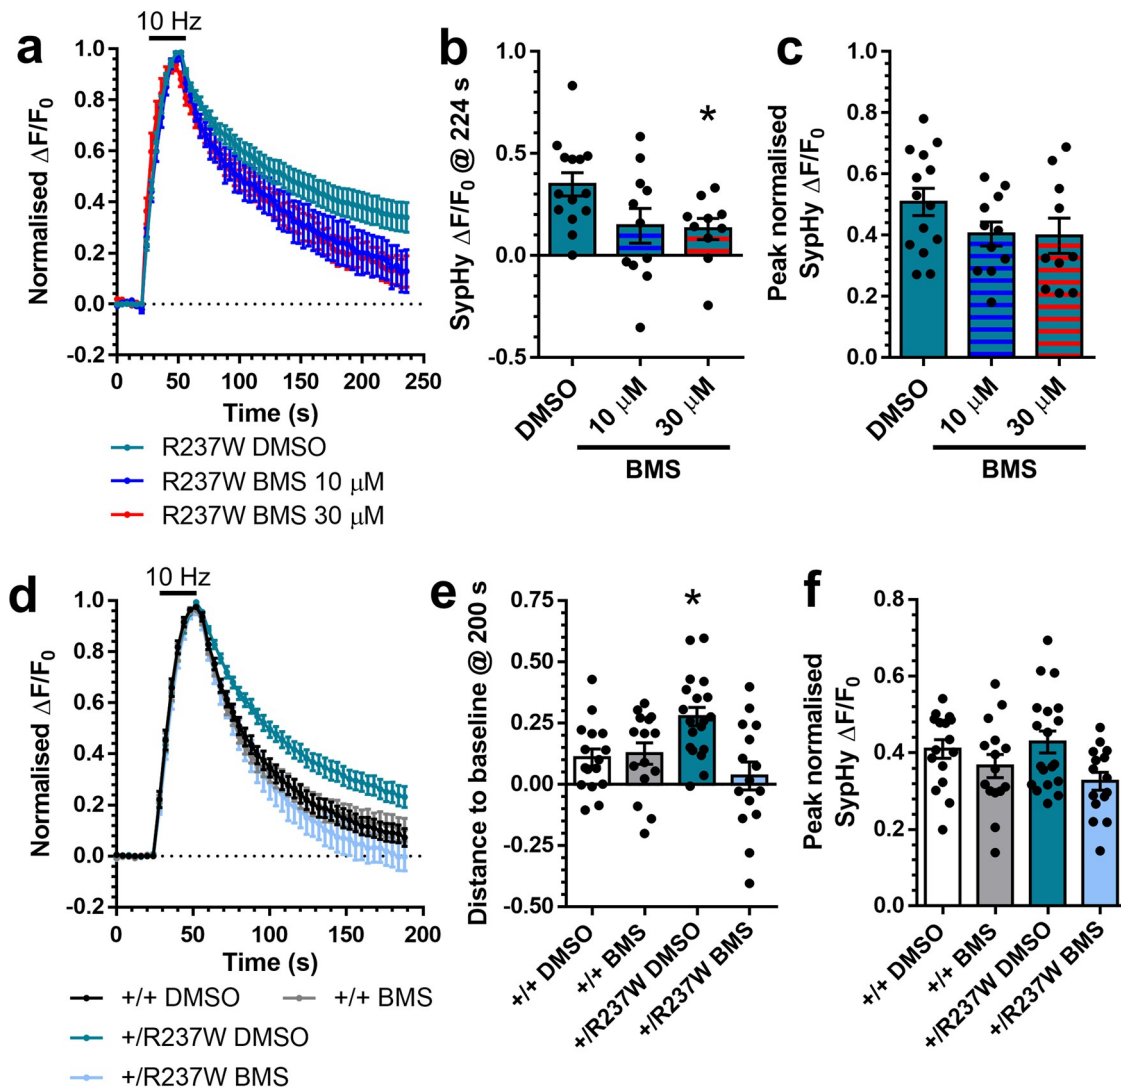 a
10 Hz
Normalised ΔF/F0
1.0
0.8
0.6
0.4
0.2
0.0
-0.2
0 50 100 150 200 250
Time (s)
R237W DMSO
R237W BMS 10 μM
R237W BMS 30 μM
b
SypHy ΔF/F0 @ 224 s
1.0
0.5
0.0
-0.5
*
DMSO
10 μM
30 μM
BMS
c
Peak normalised
SypHy ΔF/F0
1.0
0.8
0.6
0.4
0.2
0.0
DMSO
10 μM
30 μM
BMS
d
10 Hz
Normalised ΔF/F0
1.0
0.8
0.6
0.4
0.2
0.0
-0.2
0 50 100 150 200
Time (s)
+/+ DMSO +/+ BMS
+/R237W DMSO
+/R237W BMS
e
Distance to baseline @ 200 s
0.75
0.50
0.25
0.00
-0.25
-0.50
*
+/+ DMSO
+/+ BMS
+/R237W DMSO
+/R237W BMS
f
Peak normalised
SypHy ΔF/F0
0.8
0.6
0.4
0.2
0.0
+/+ DMSO
+/+ BMS
+/R237W DMSO
+/R237W BMS